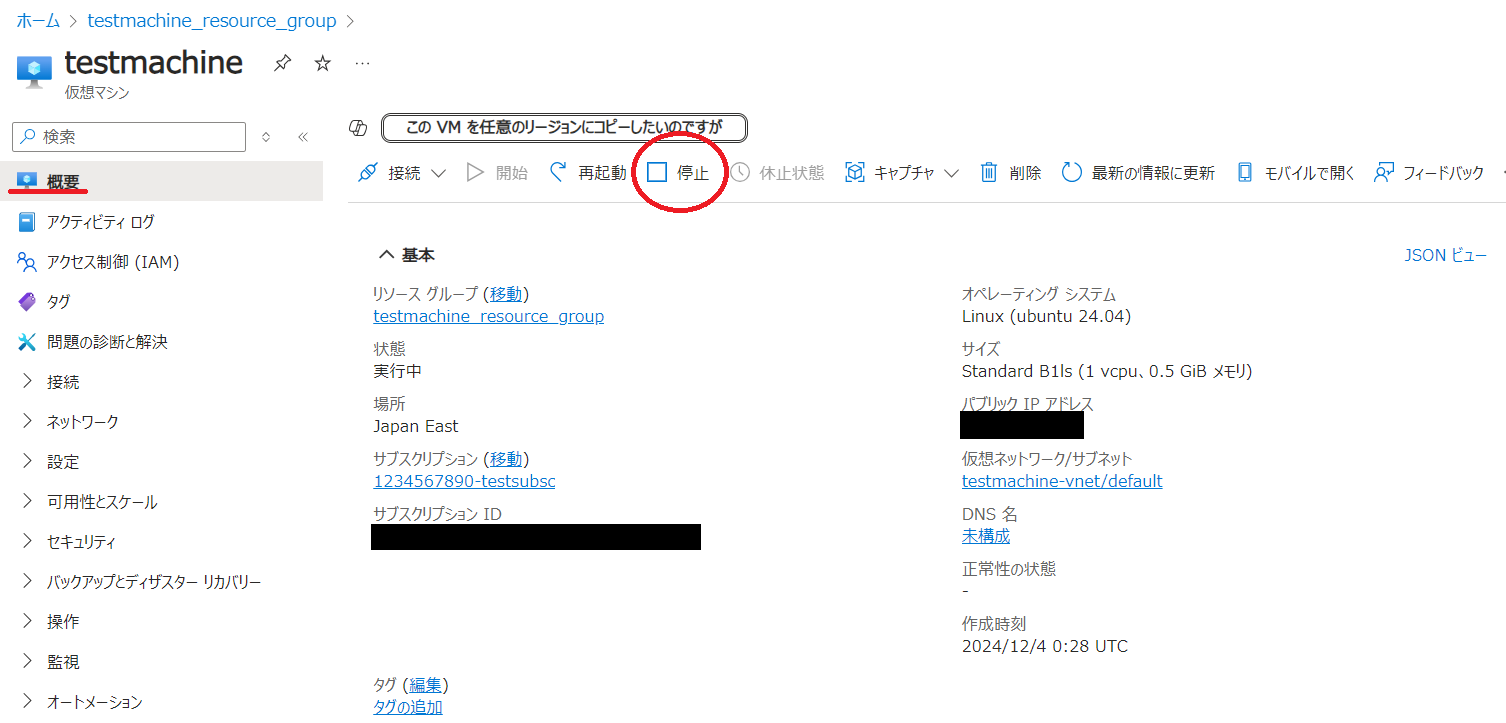 ホーム > testmachine_resource_group >
testmachine
仮想マシン
検索
概要
アクティビティ ログ
アクセス制御 (IAM)
タグ
問題の診断と解決
接続
ネットワーク
設定
可用性とスケール
セキュリティ
バックアップとディザスター リカバリー
操作
監視
オートメーション
この VM を任意のリージョンにコピーしたいのですが
接続 開始 再起動 停止 休止状態 キャプチャ 削除 最新の情報に更新 モバイルで開く フィードバック
基本
JSON ビュー
リソース グループ (移動)
testmachine_resource_group
状態
実行中
場所
Japan East
サブスクリプション (移動)
1234567890-testsubsc
サブスクリプション ID
タグ (編集)
タグの追加
オペレーティング システム
Linux (ubuntu 24.04)
サイズ
Standard B1ls (1 vcpu、0.5 GiB メモリ)
パブリック IP アドレス
仮想ネットワーク/サブネット
testmachine-vnet/default
DNS 名
未構成
正常性の状態
-
作成時刻
2024/12/4 0:28 UTC